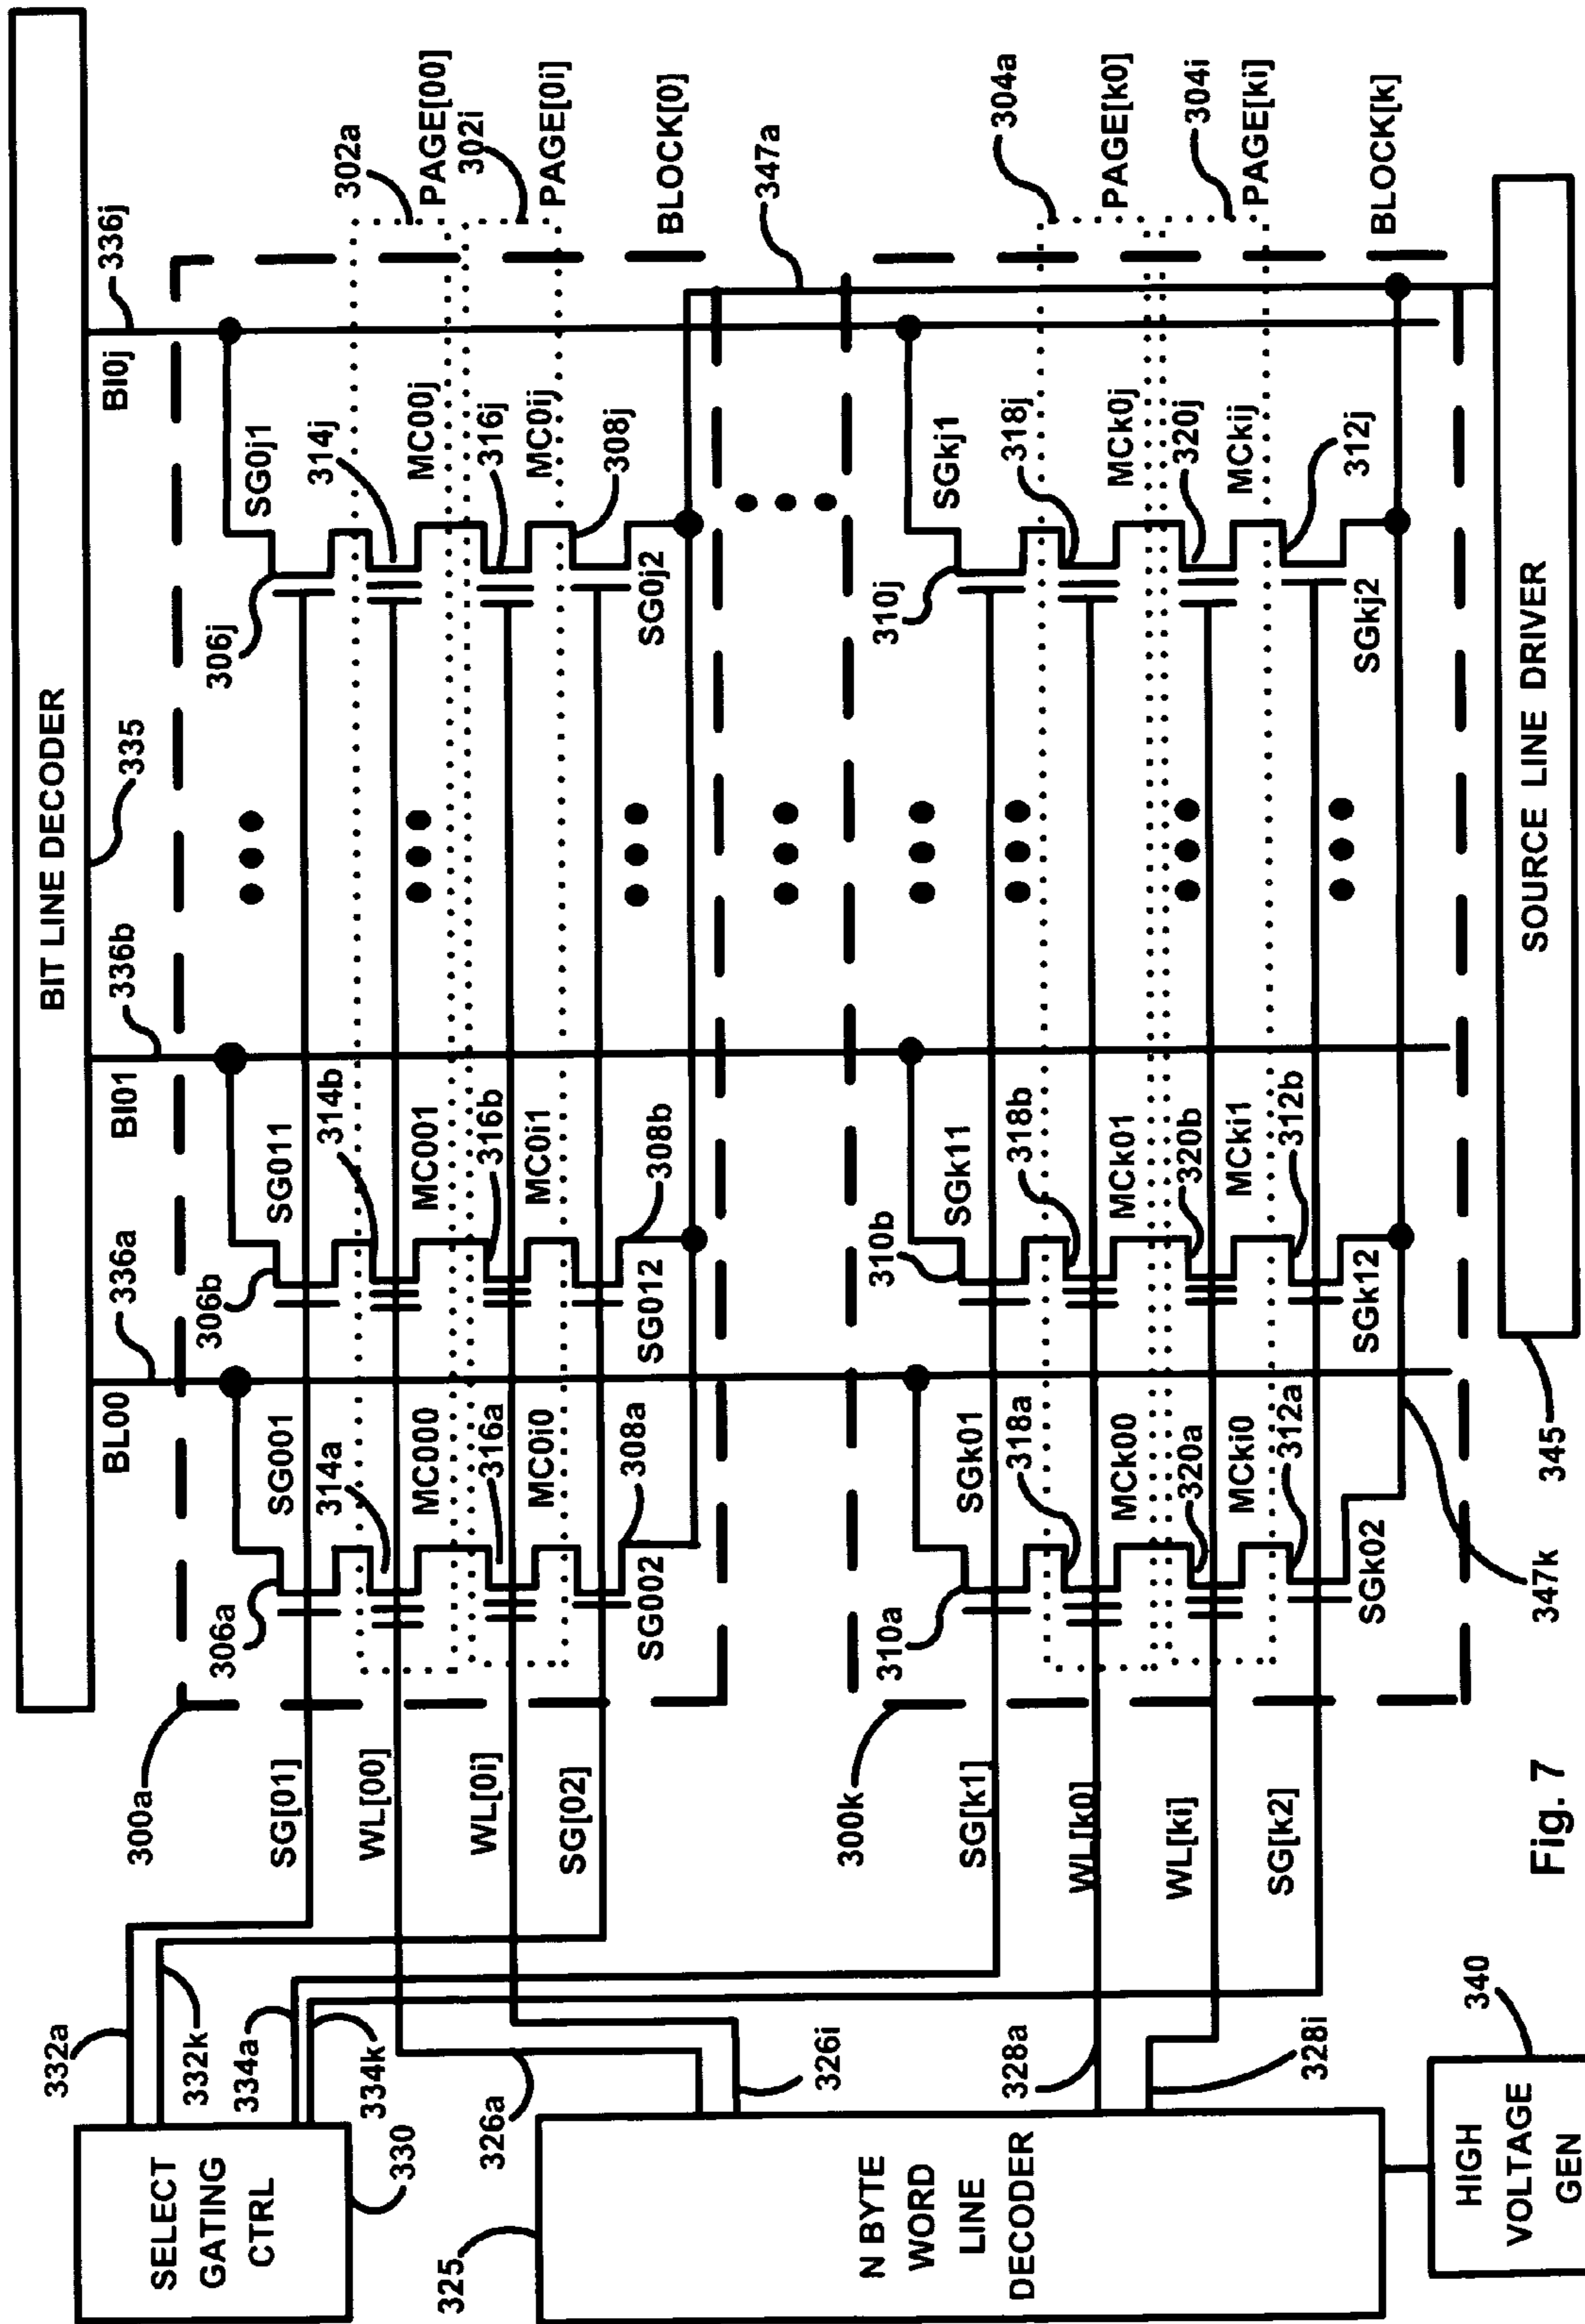 BIT LINE DECODER
335
BL00
336a
BI01
336b
BI0j
336j
300a
306a
SG001
314a
MC000
316a
MC0i0
308a
SG002
306b
SG011
314b
MC001
316b
MC0i1
308b
SG012
306j
SG0j1
314j
MC00j
316j
MC0ij
308j
SG0j2
302a
PAGE[00]
302i
PAGE[0i]
BLOCK[0]
347a
SG[01]
WL[00]
WL[0i]
SG[02]
332a
332k
334a
334k
SELECT
GATING
CTRL
330
326a
326i
328a
328i
325
N BYTE
WORD
LINE
DECODER
340
HIGH
VOLTAGE
GEN
300k
SG[k1]
WL[k0]
WL[ki]
SG[k2]
310a
SGk01
318a
MCk00
320a
MCki0
312a
SGk02
310b
SGk11
318b
MCk01
320b
MCki1
312b
SGk12
310j
SGkj1
318j
MCk0j
320j
MCkij
312j
SGkj2
304a
PAGE[k0]
304i
PAGE[ki]
BLOCK[k]
347k
345
SOURCE LINE DRIVER
Fig. 7